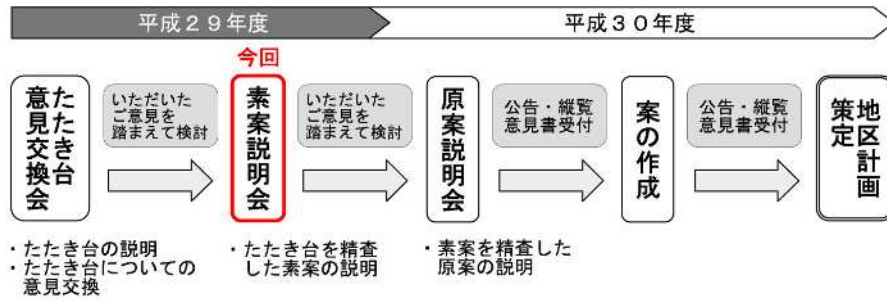 平成29年度
平成30年度
今回
たたき台
意見交換会
いただいた
ご意見を
踏まえて検討
素案説明会
いただいた
ご意見を
踏まえて検討
原案説明会
公告・縦覧
意見書受付
案の作成
公告・縦覧
意見書受付
地区計画
策定
・たたき台の説明
・たたき台についての
意見交換
・たたき台を精査
した素案の説明
・素案を精査した
原案の説明